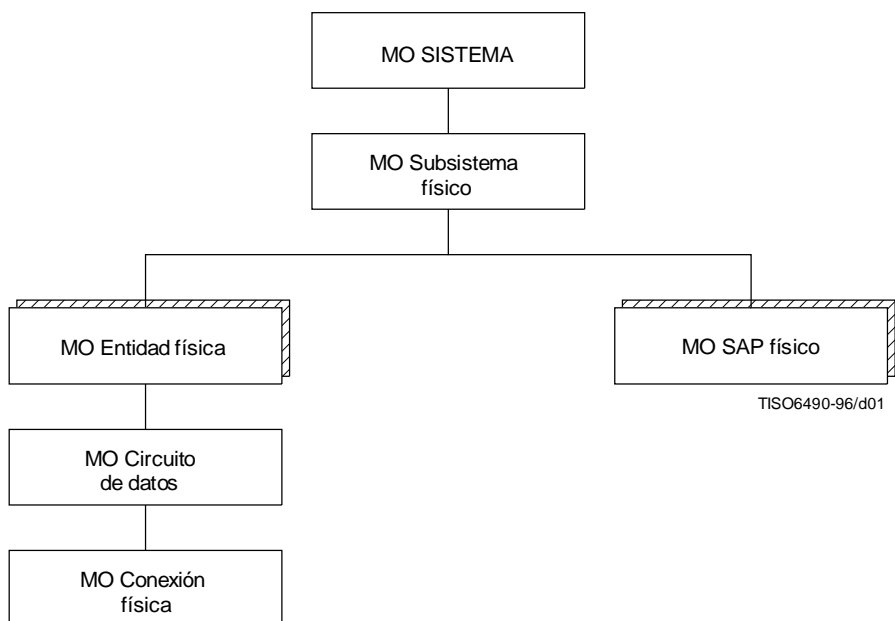 MO SISTEMA
MO Subsistema
físico
MO Entidad física
MO SAP físico
TISO6490-96/d01
MO Circuito
de datos
MO Conexión
física